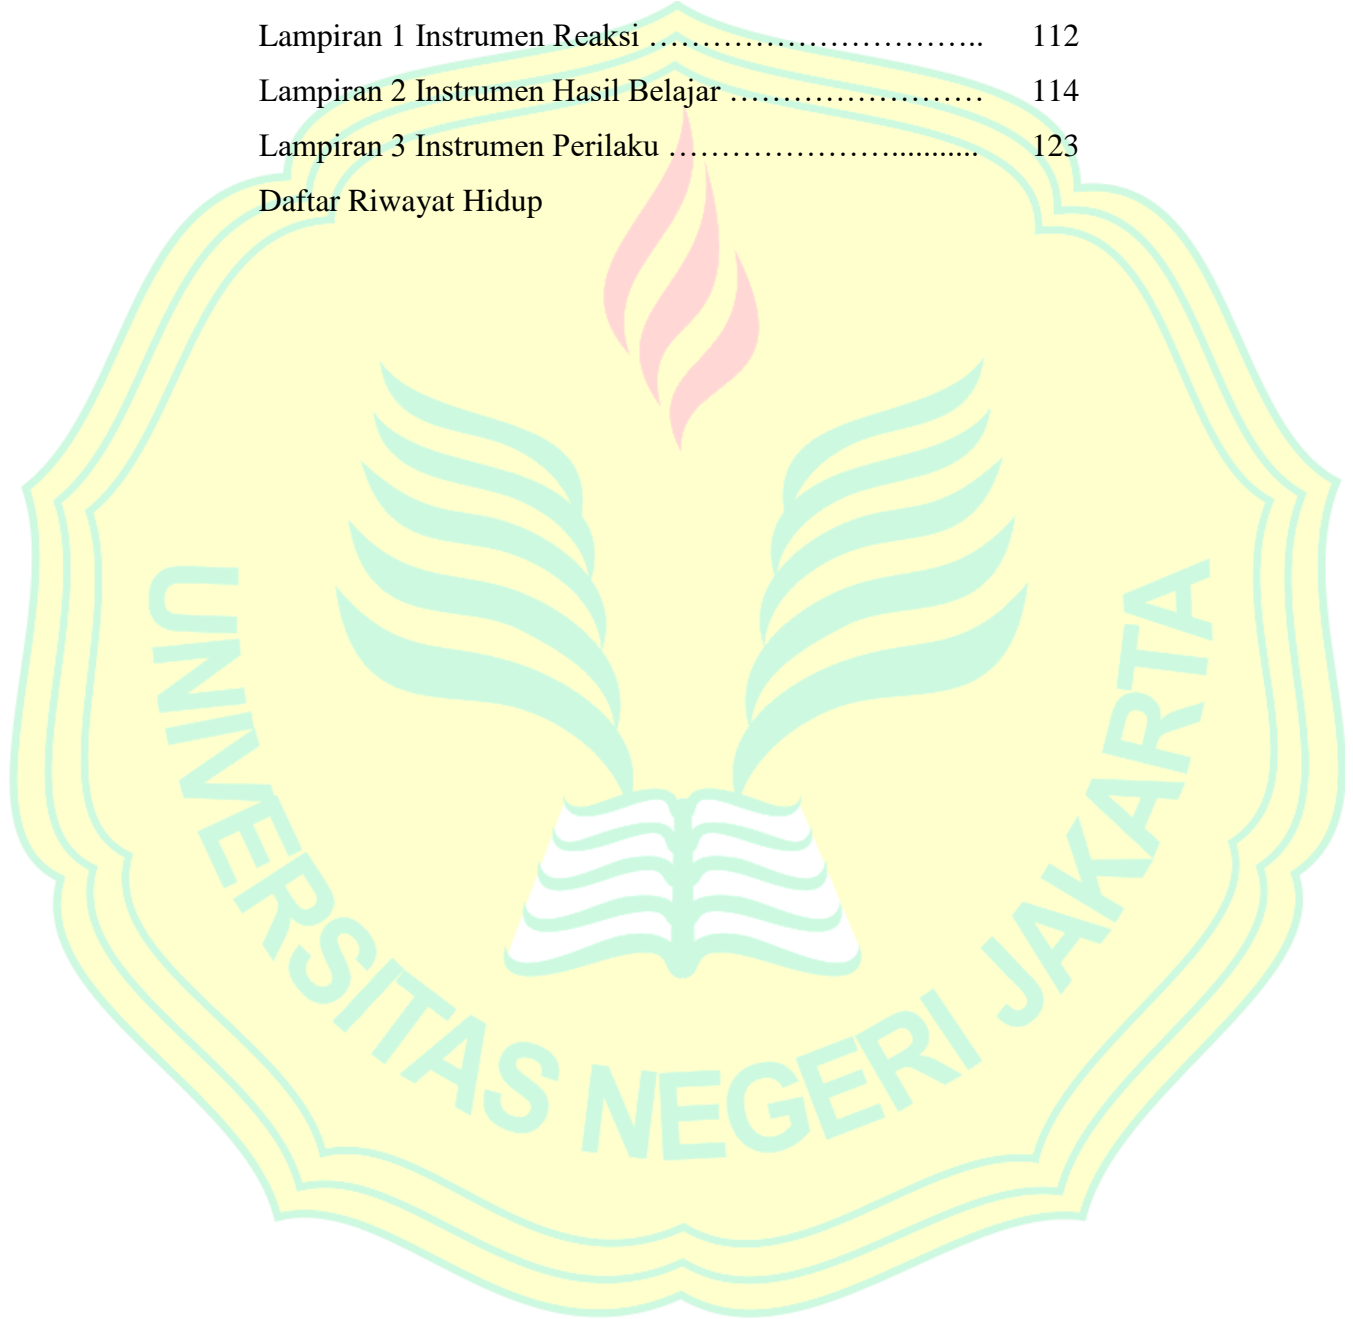 Lampiran 1 Instrumen Reaksi ………………………….. 112
Lampiran 2 Instrumen Hasil Belajar …………………… 114
Lampiran 3 Instrumen Perilaku …………………........... 123
Daftar Riwayat Hidup
UNIVERSITAS NEGERI JAKARTA